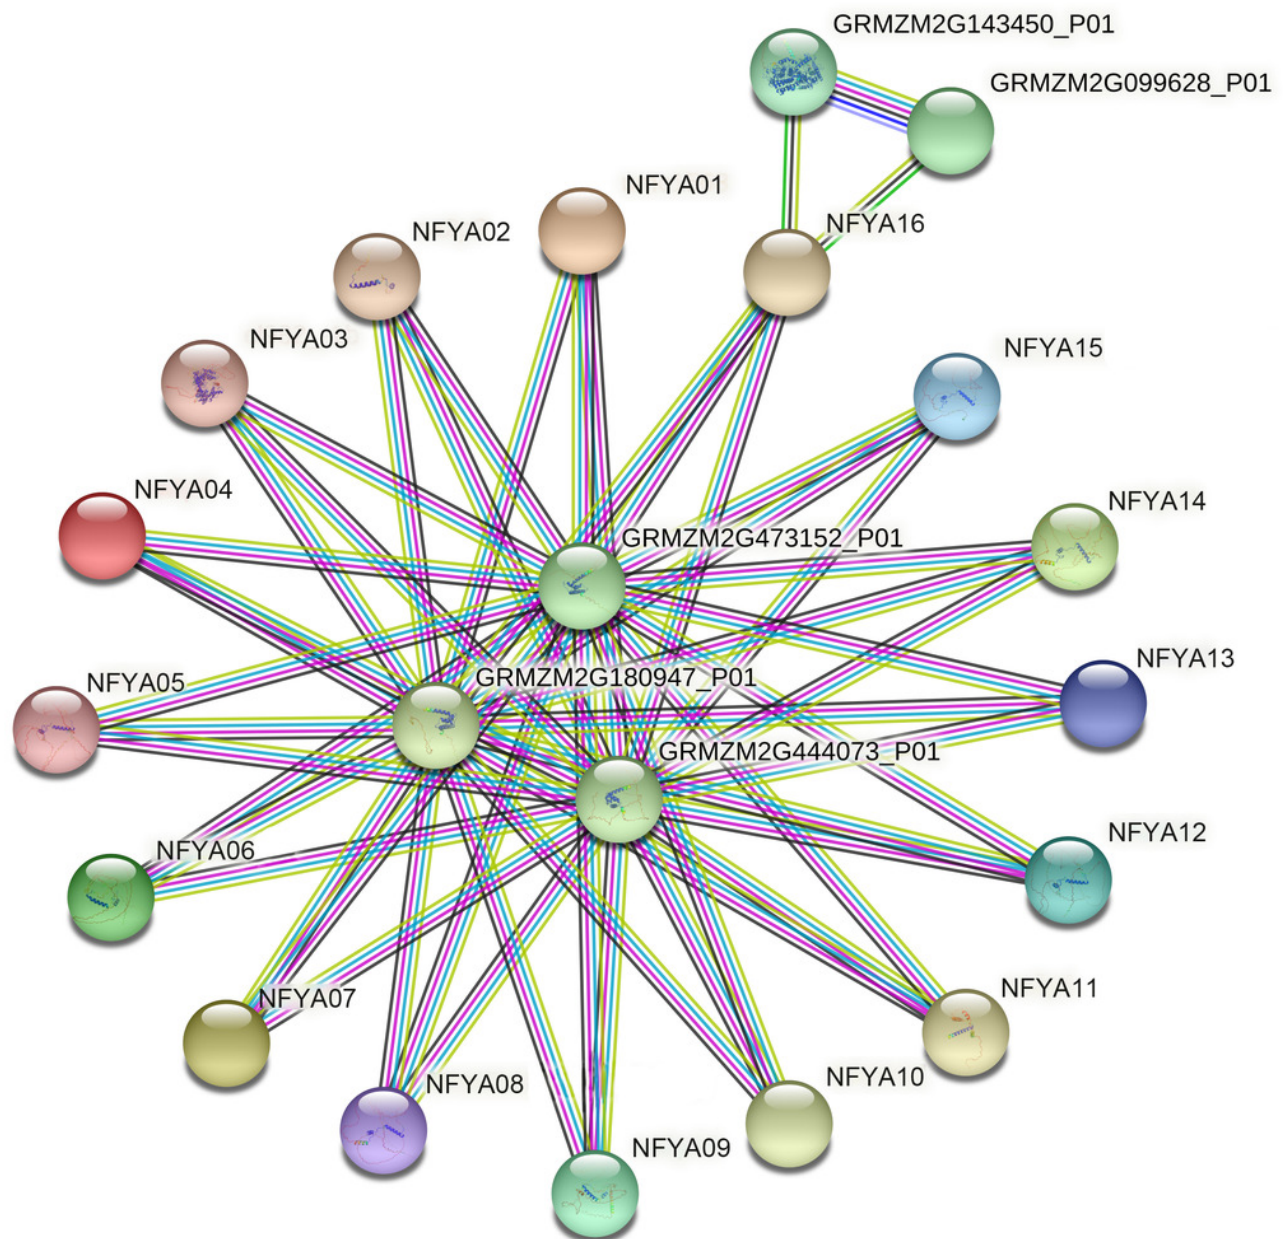 GRMZM2G143450_P01
GRMZM2G099628_P01
NFYA01
NFYA16
NFYA02
NFYA03
NFYA15
NFYA04
NFYA14
GRMZM2G473152_P01
NFYA05
GRMZM2G180947_P01
NFYA13
GRMZM2G444073_P01
NFYA06
NFYA12
NFYA07
NFYA11
NFYA08
NFYA10
NFYA09